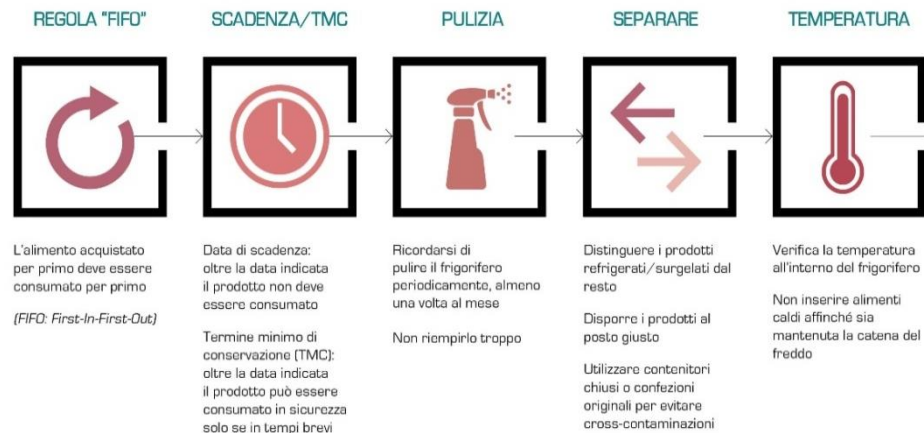 REGOLA "FIFO"
L'alimento acquistato
per primo deve essere
consumato per primo
(FIFO: First-In-First-Out)
SCADENZA/TMC
Data di scadenza:
oltre la data indicata
il prodotto non deve
essere consumato
Termine minimo di
conservazione (TMC):
oltre la data indicata
il prodotto può essere
consumato in sicurezza
solo se in tempi brevi
PULIZIA
Ricordarsi di
pulire il frigorifero
periodicamente, almeno
una volta al mese
Non riempirlo troppo
SEPARARE
Distinguere i prodotti
refrigerati/surgelati dal
resto
Disporre i prodotti al
posto giusto
Utilizzare contenitori
chiusi o confezioni
originali per evitare
cross-contaminazioni
TEMPERATURA
Verifica la temperatura
all'interno del frigorifero
Non inserire alimenti
caldi affinché sia
mantenuta la catena del
freddo